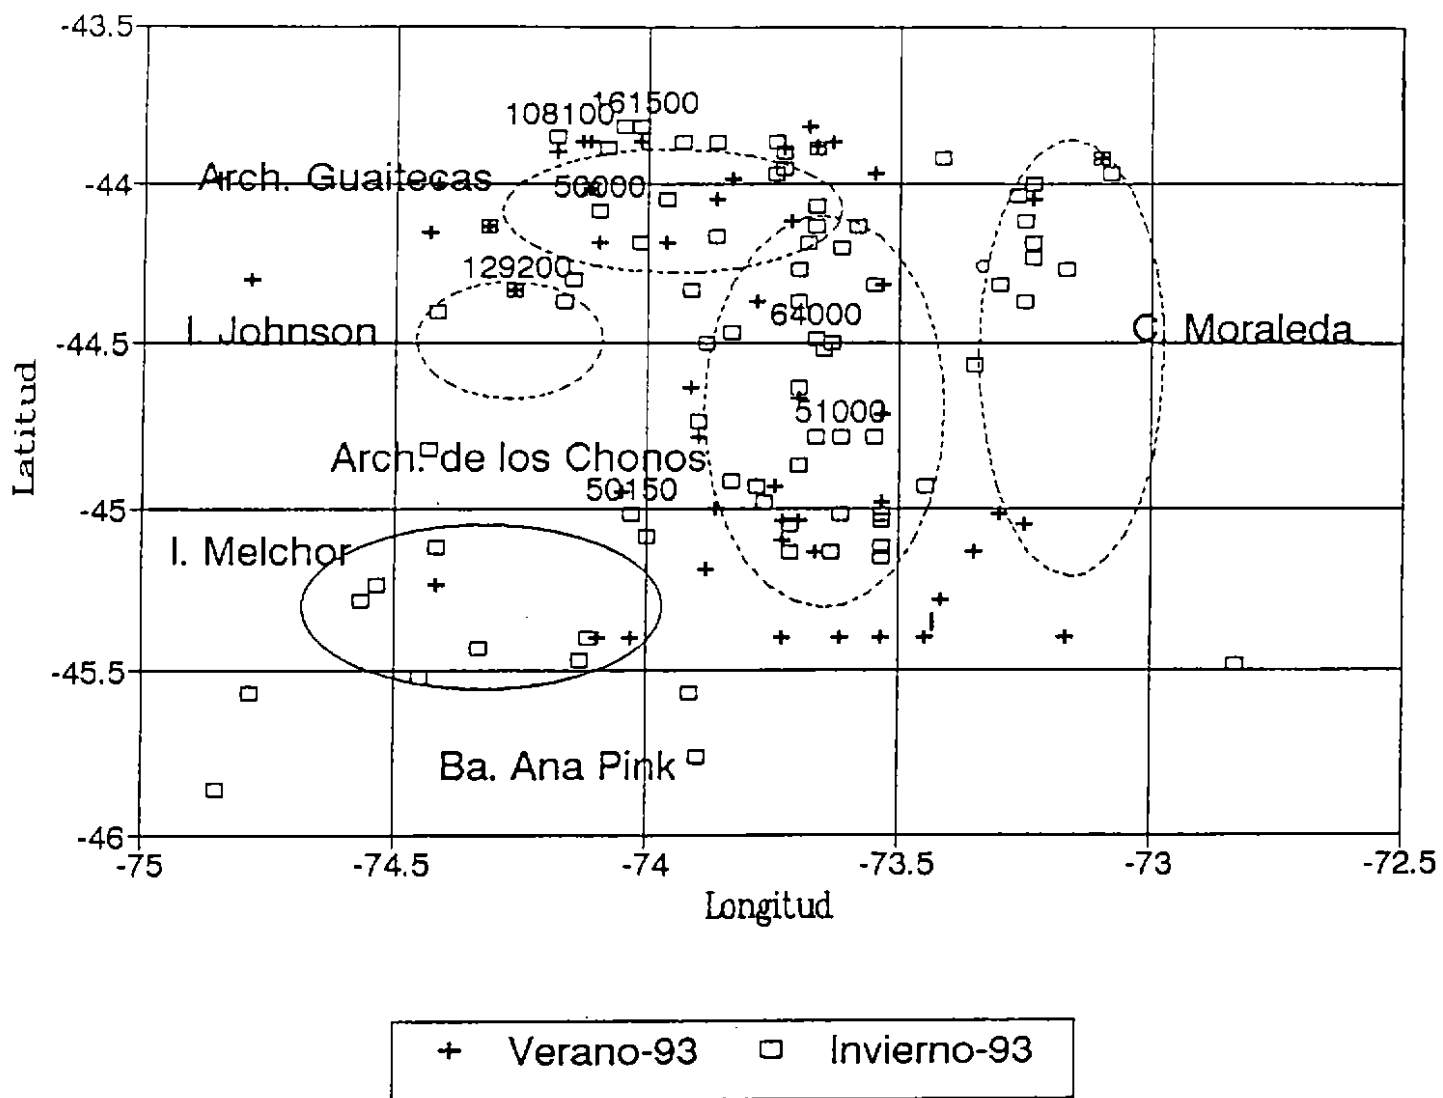 -43.5
161500
108100
Arch. Guaitecas
-44
50000
129200
I. Johnson
64000
C. Moraleda
-44.5
51000
Arch. de los Chonos
50150
-45
I. Melchor
-45.5
Ba. Ana Pink
-46
-75
-74.5
-74
-73.5
-73
-72.5
Latitud
Longitud
Verano-93
Invierno-93